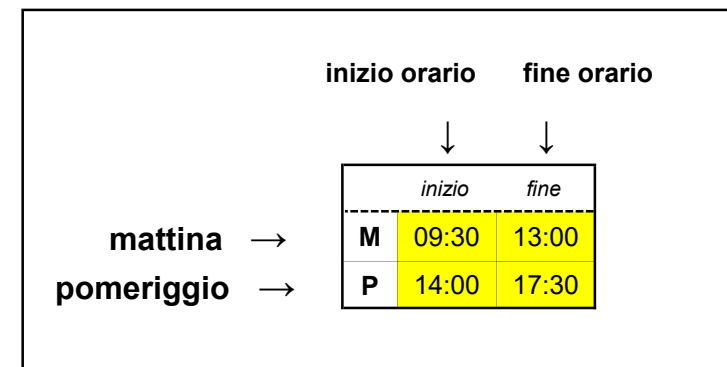 inizio orario fine orario
↓ ↓
inizio fine
mattina → M 09:30 13:00
pomeriggio → P 14:00 17:30